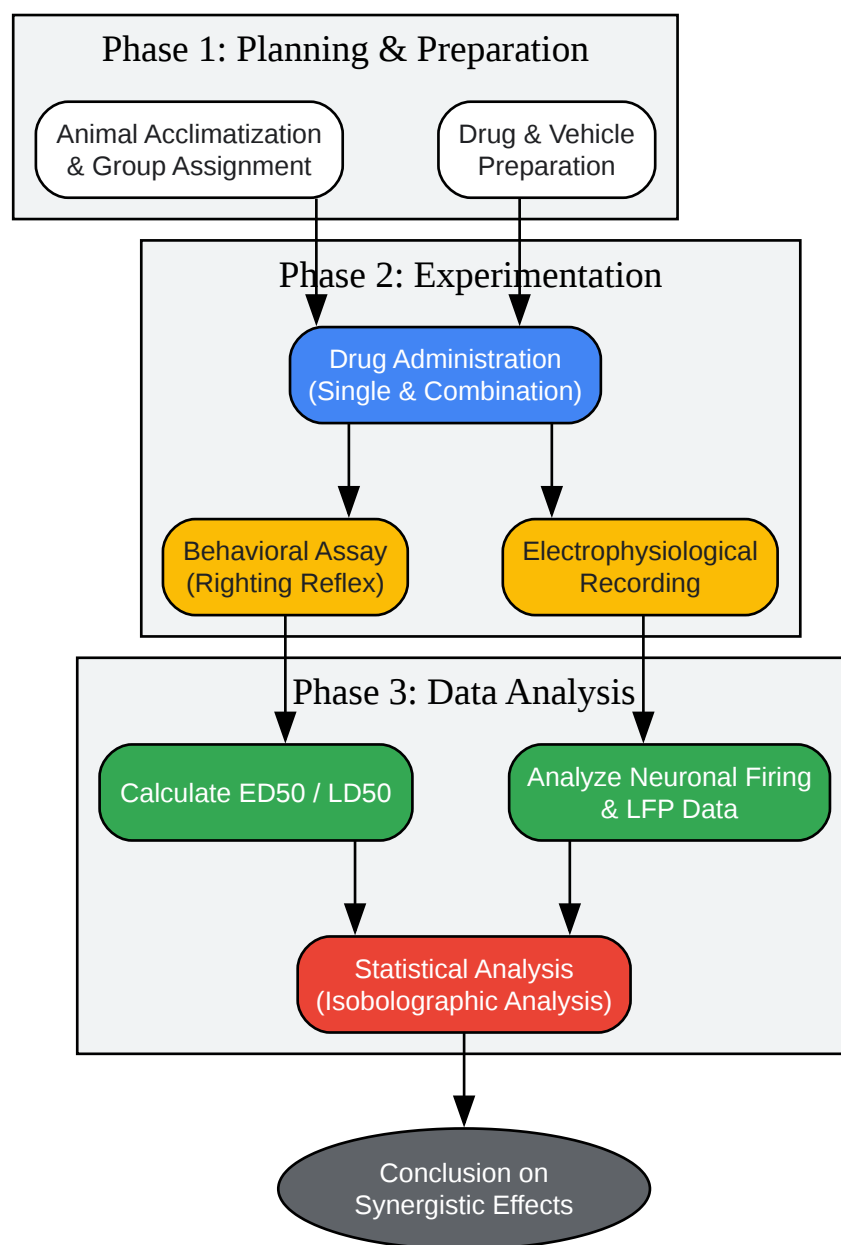 Phase 1: Planning & Preparation
Animal Acclimatization
& Group Assignment
Drug & Vehicle
Preparation
Phase 2: Experimentation
Drug Administration
(Single & Combination)
Behavioral Assay
(Righting Reflex)
Electrophysiological
Recording
Phase 3: Data Analysis
Calculate ED50 / LD50
Analyze Neuronal Firing
& LFP Data
Statistical Analysis
(Isobolographic Analysis)
Conclusion on
Synergistic Effects